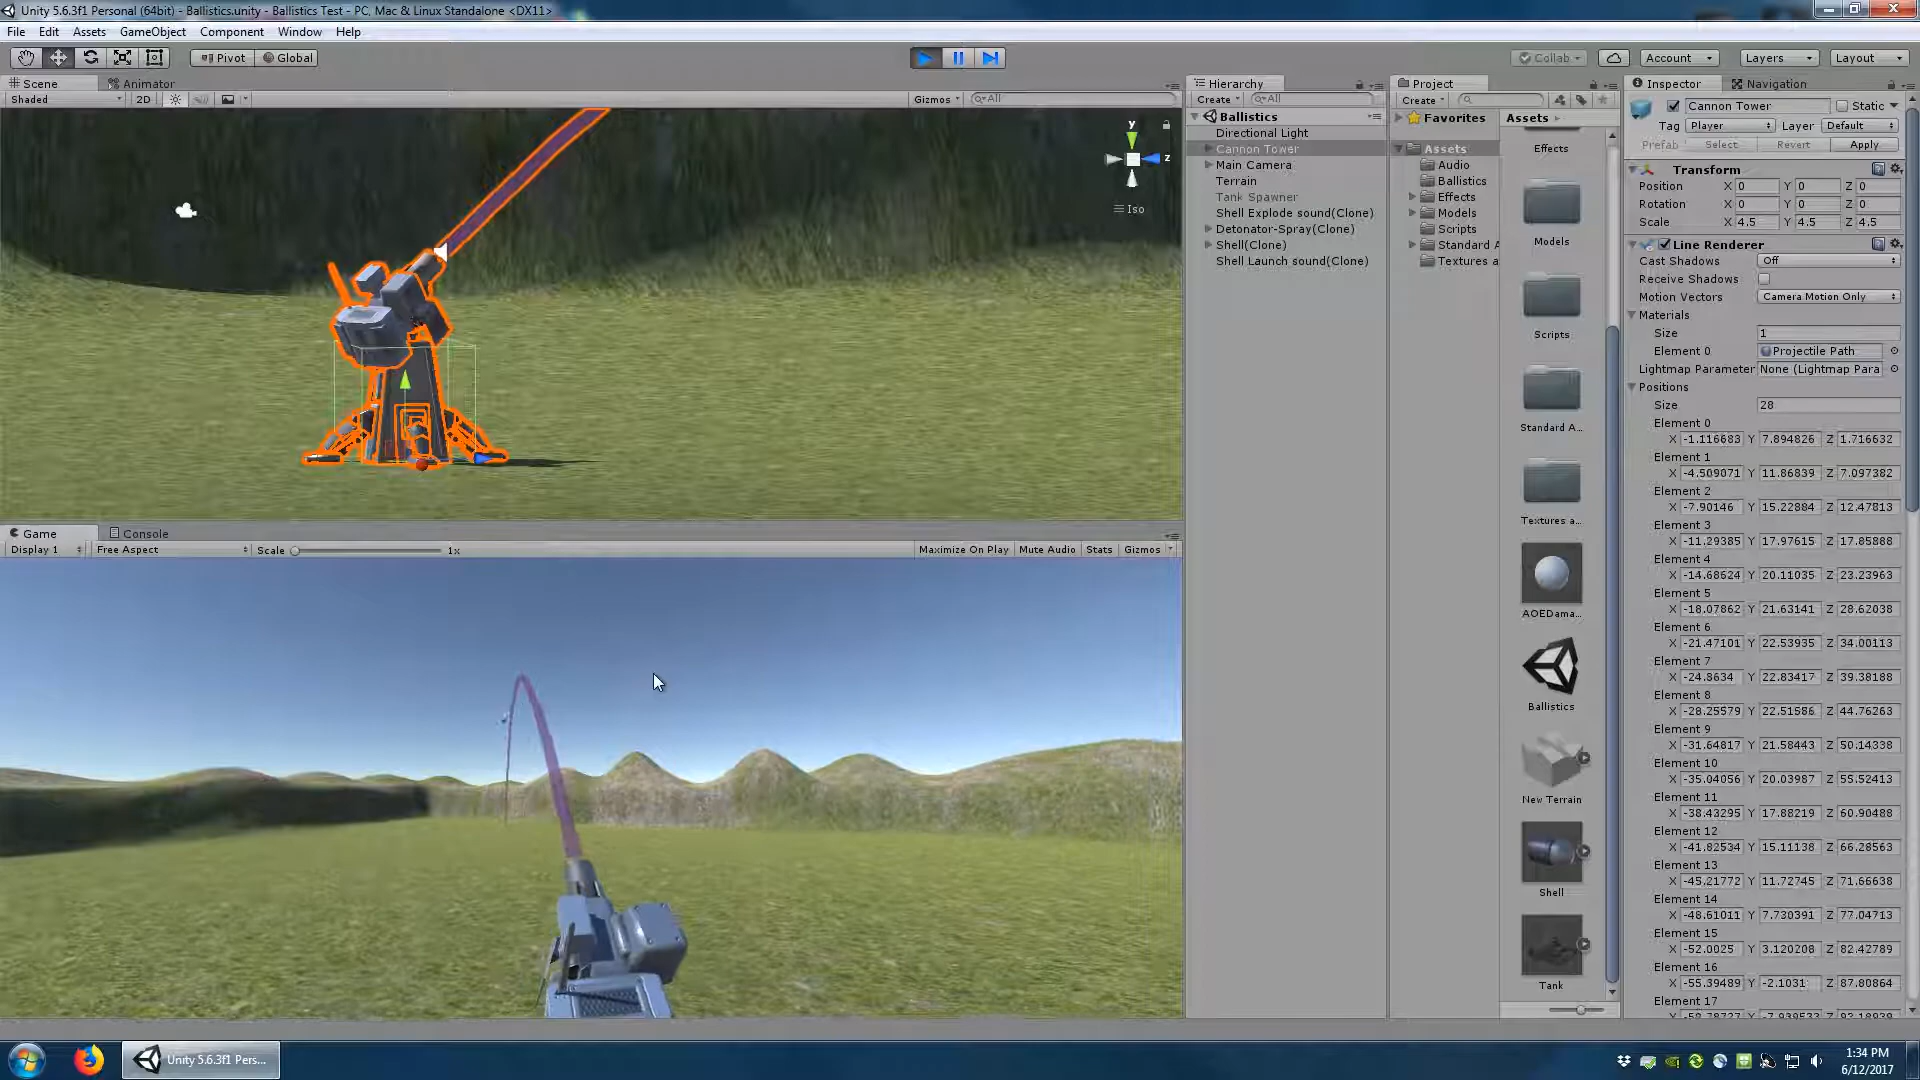 Unity 5.6.3f1 Personal (64bit) - Ballistics.unity - Ballistics Test - PC, Mac & Linux Standalone <DX11>
File Edit Assets GameObject Component Window Help
Pivot Global Collab Account Layers Layout
Scene Animator
Shaded 2D Gizmos All
y
z
Iso
Game Console
Display 1 Free Aspect Scale 1x Maximize On Play Mute Audio Stats Gizmos
Hierarchy
Create All
Ballistics
Directional Light
Cannon Tower
Main Camera
Terrain
Tank Spawner
Shell Explode sound(Clone)
Detonator-Spray(Clone)
Shell(Clone)
Shell Launch sound(Clone)
Project
Create
Favorites
Assets
Audio
Ballistics
Effects
Models
Scripts
Standard A
Textures a
Assets
Effects
Models
Scripts
Standard A...
Textures a...
AOEDama...
Ballistics
New Terrain
Shell
Tank
Inspector Navigation
Cannon Tower Static
Tag Player Layer Default
Prefab Select Revert Apply
Transform
Position X 0 Y 0 Z 0
Rotation X 0 Y 0 Z 0
Scale X 4.5 Y 4.5 Z 4.5
Line Renderer
Cast Shadows Off
Receive Shadows
Motion Vectors Camera Motion Only
Materials
Size 1
Element 0 Projectile Path
Lightmap Parameter None (Lightmap Para
Positions
Size 28
Element 0
X -1.116683 Y 7.894826 Z 1.716632
Element 1
X -4.509071 Y 11.86839 Z 7.097382
Element 2
X -7.90146 Y 15.22884 Z 12.47813
Element 3
X -11.29385 Y 17.97615 Z 17.85888
Element 4
X -14.68624 Y 20.11035 Z 23.23963
Element 5
X -18.07862 Y 21.63141 Z 28.62038
Element 6
X -21.47101 Y 22.53935 Z 34.00113
Element 7
X -24.8634 Y 22.83417 Z 39.38188
Element 8
X -28.25579 Y 22.51586 Z 44.76263
Element 9
X -31.64817 Y 21.58443 Z 50.14338
Element 10
X -35.04056 Y 20.03987 Z 55.52413
Element 11
X -38.43295 Y 17.88219 Z 60.90488
Element 12
X -41.82534 Y 15.11138 Z 66.28563
Element 13
X -45.21772 Y 11.72745 Z 71.66638
Element 14
X -48.61011 Y 7.730391 Z 77.04713
Element 15
X -52.0025 Y 3.120208 Z 82.42789
Element 16
X -55.39489 Y -2.1031 Z 87.80864
Element 17
Unity 5.6.3f1 Pers...
1:34 PM
6/12/2017